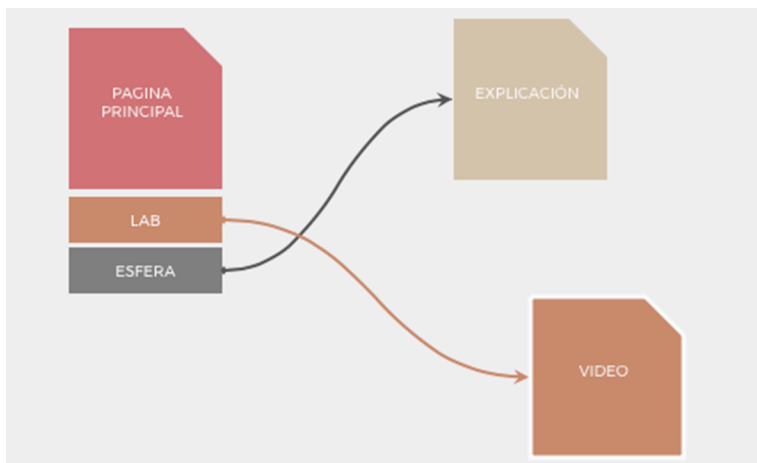 PAGINA
PRINCIPAL
LAB
ESFERA
EXPLICACIÓN
VIDEO